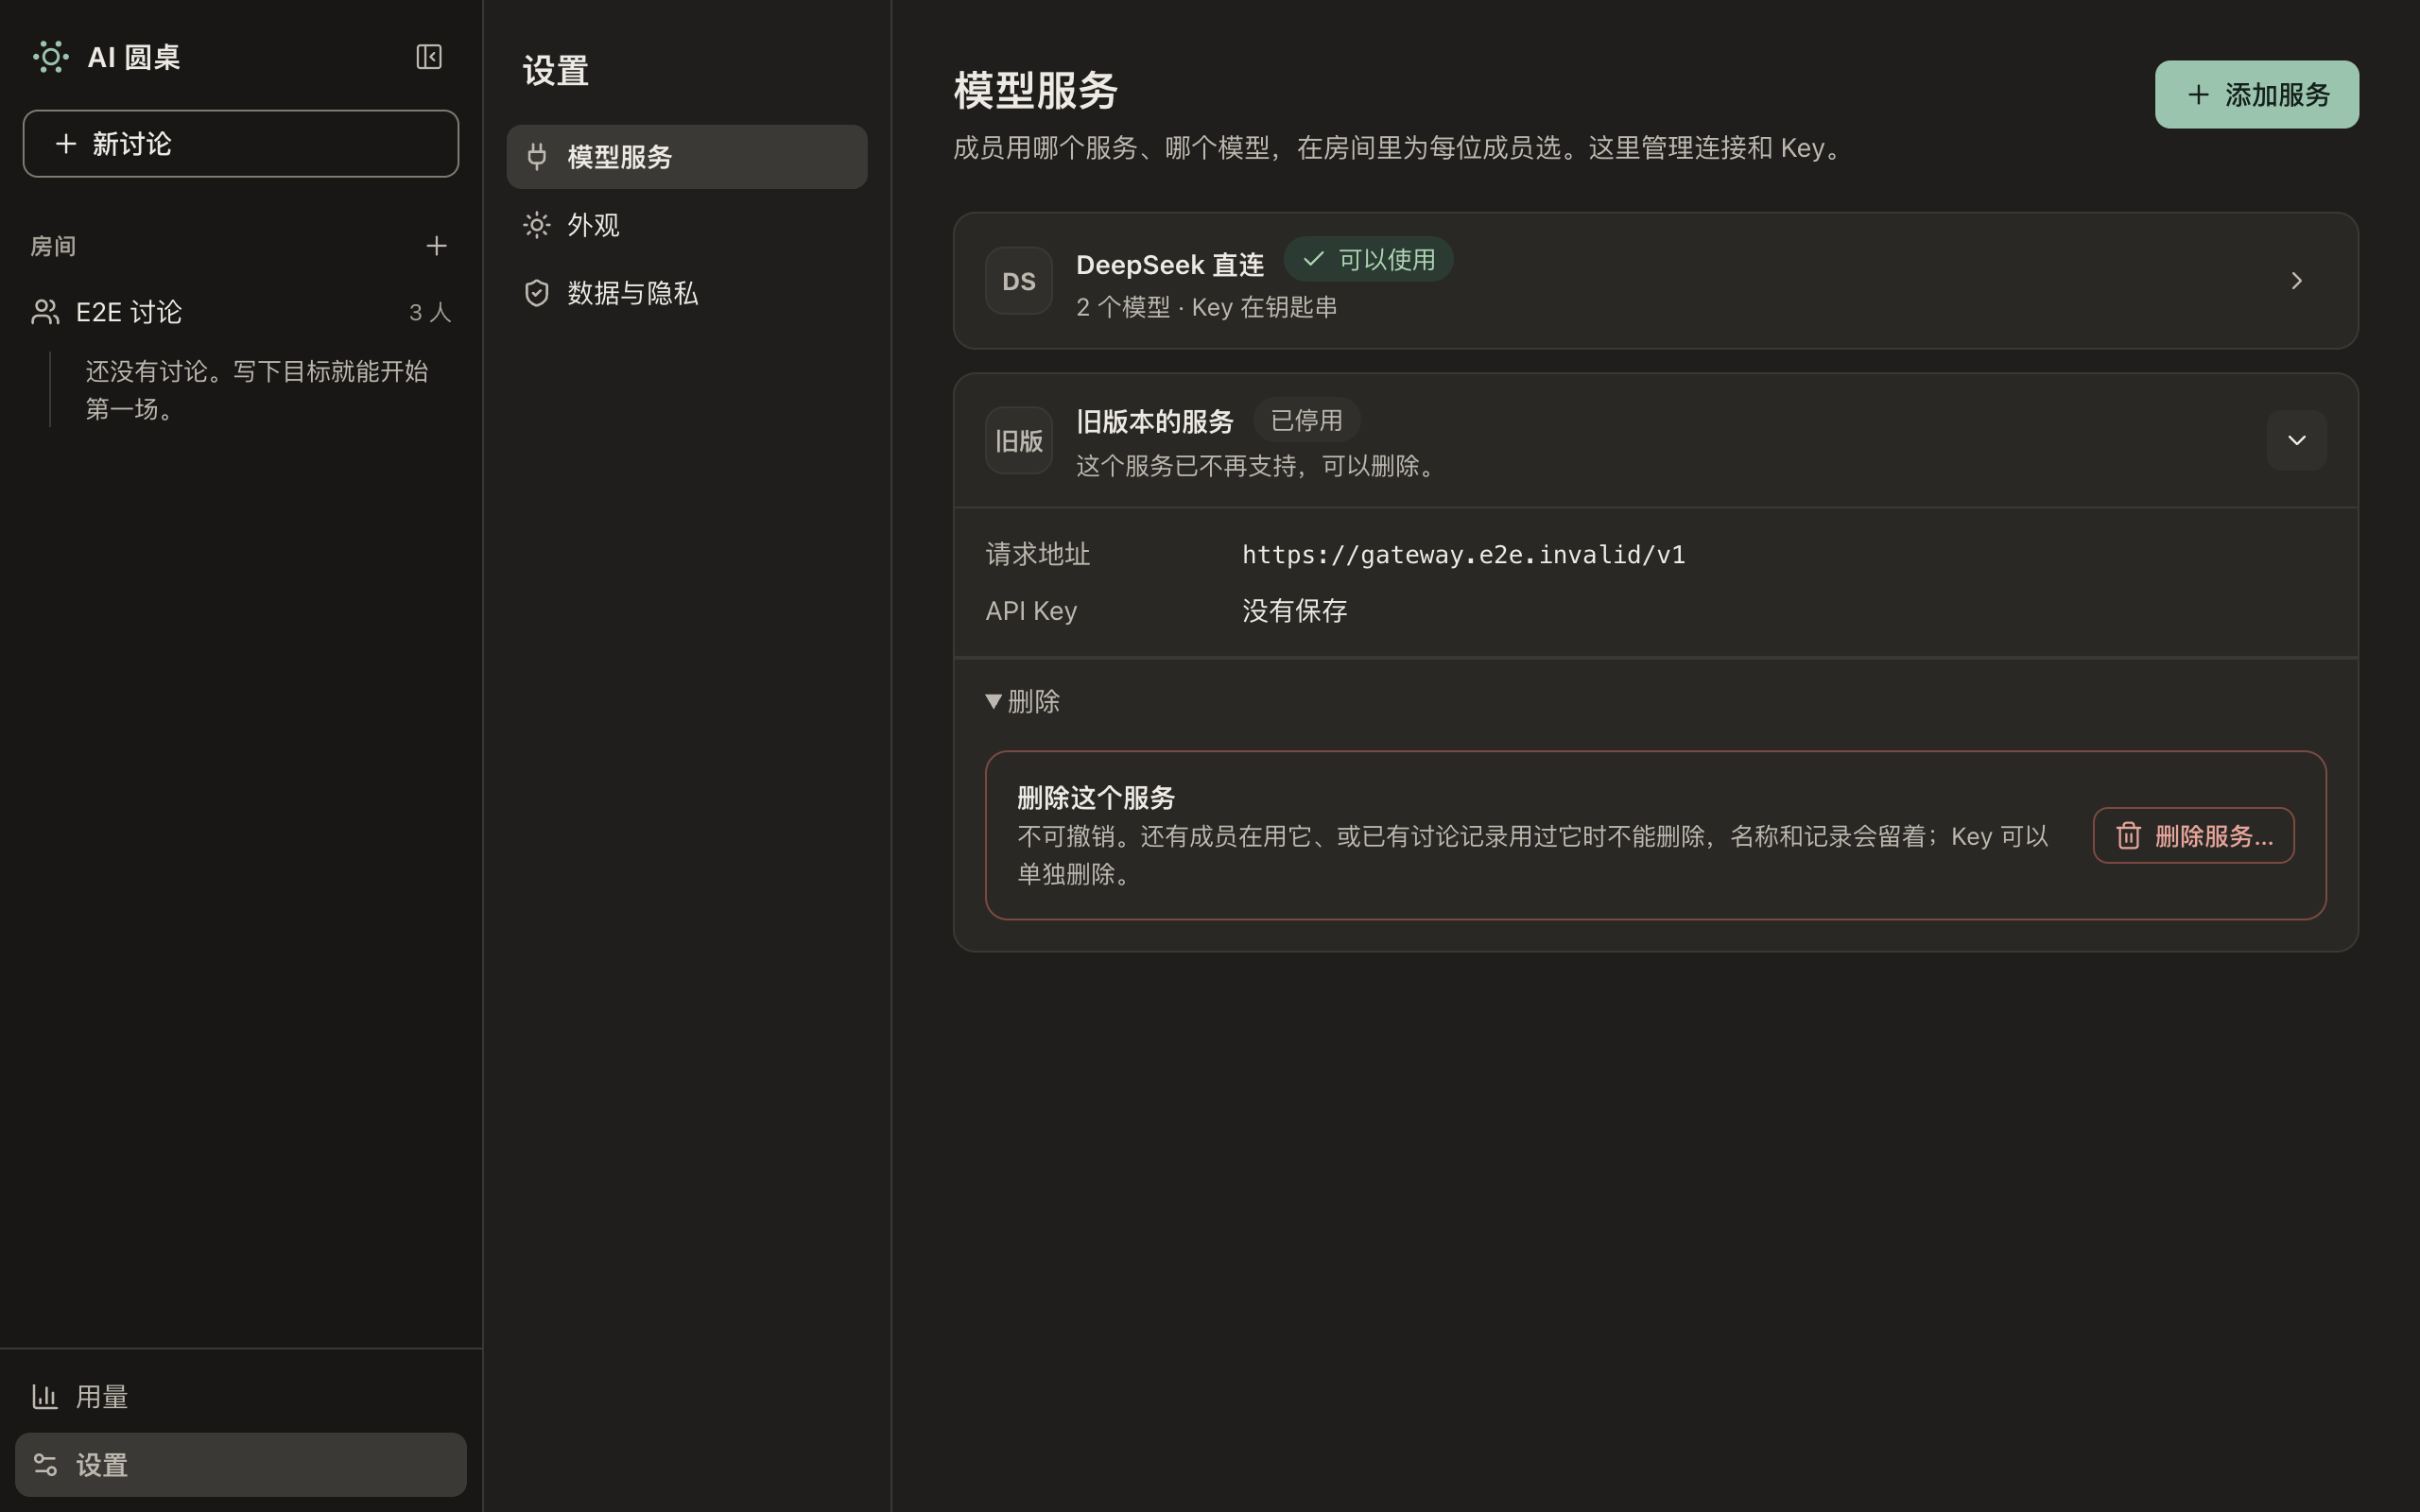 AI 圆桌
新讨论
房间
E2E 讨论
3 人
还没有讨论。写下目标就能开始
第一场。
用量
设置
设置
模型服务
外观
数据与隐私
模型服务
成员用哪个服务、哪个模型，在房间里为每位成员选。这里管理连接和 Key。
添加服务
DS
DeepSeek 直连
可以使用
2 个模型 · Key 在钥匙串
旧版
旧版本的服务
已停用
这个服务已不再支持，可以删除。
请求地址
https://gateway.e2e.invalid/v1
API Key
没有保存
删除
删除这个服务
不可撤销。还有成员在用它、或已有讨论记录用过它时不能删除，名称和记录会留着；Key 可以
单独删除。
删除服务...